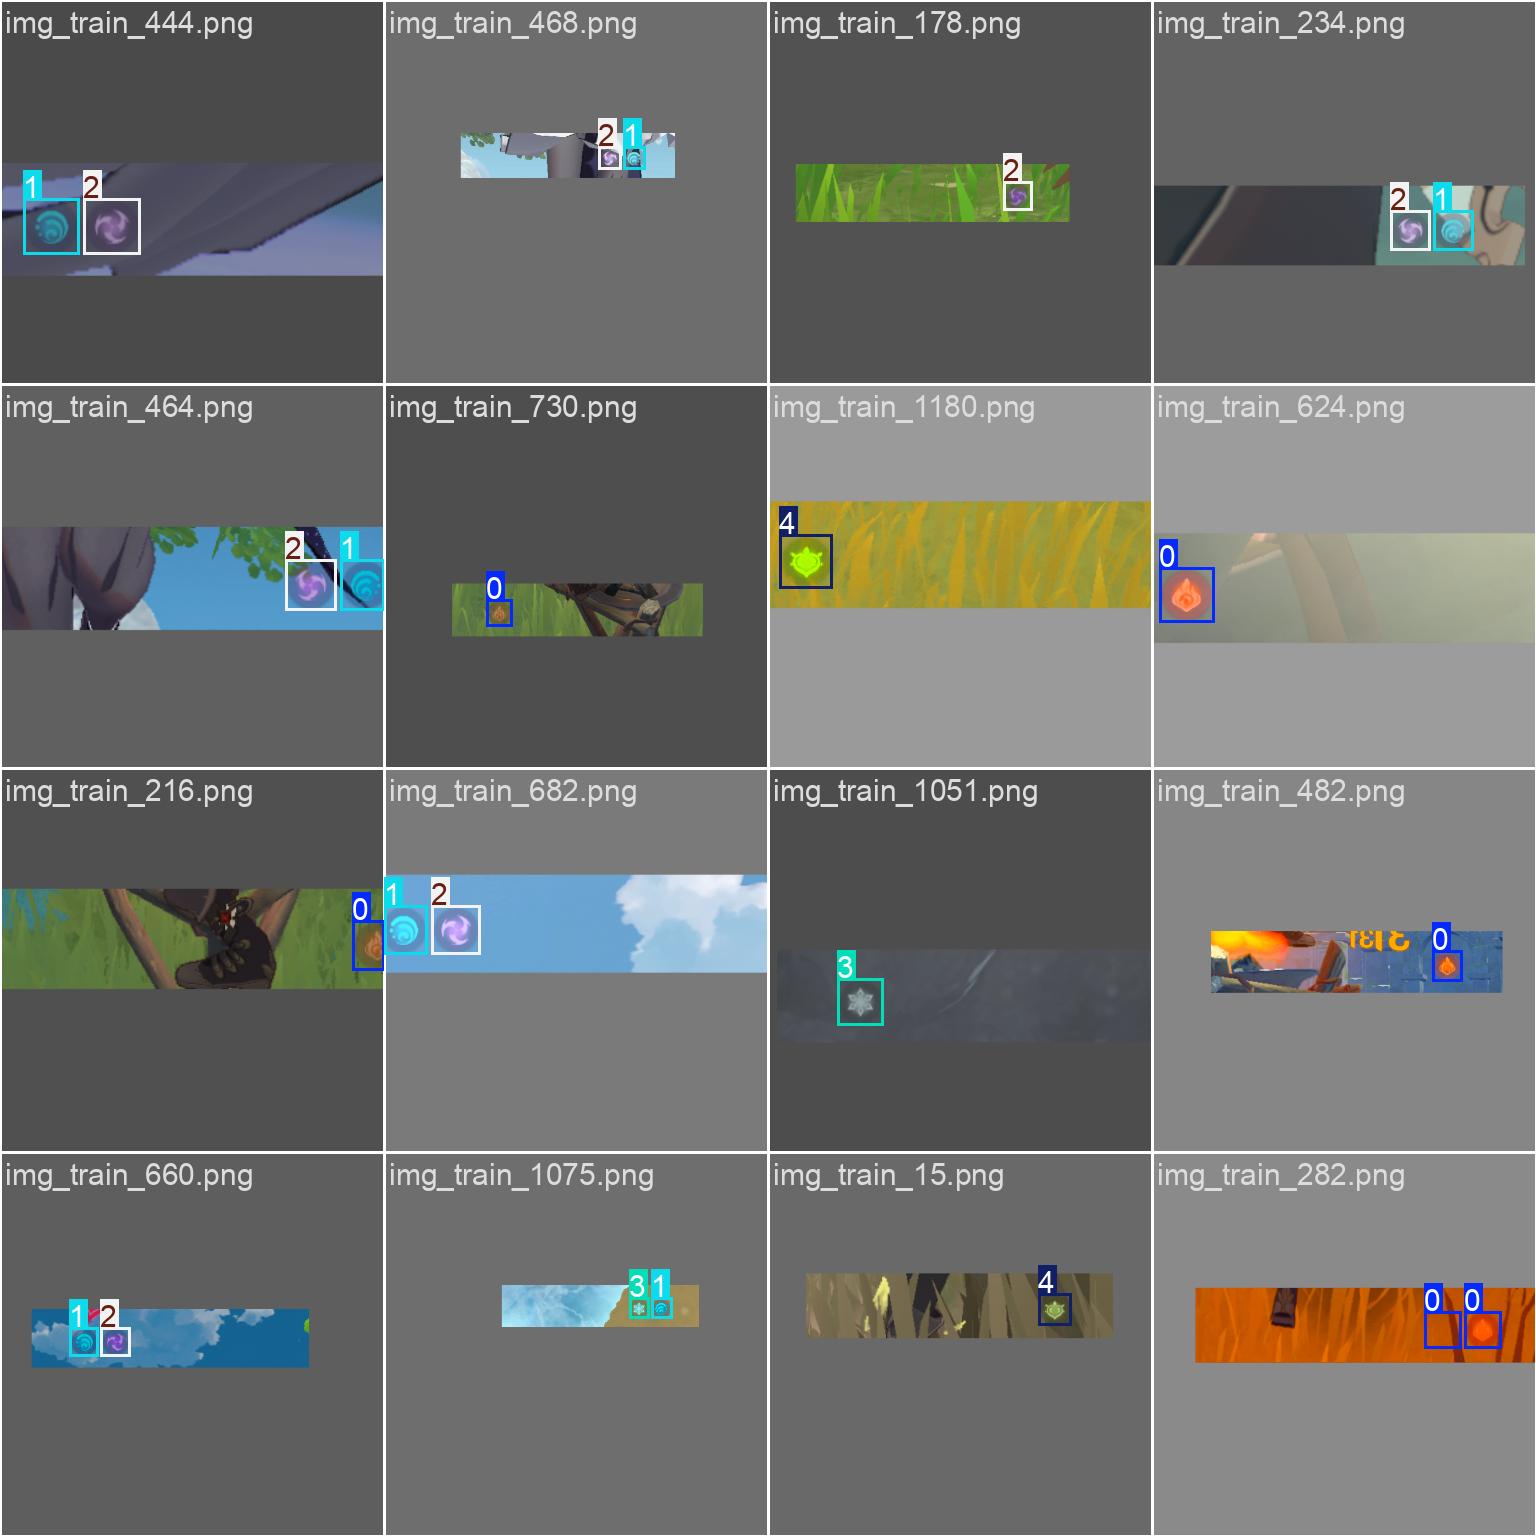 img_train_444.png
img_train_468.png
img_train_178.png
img_train_234.png
1 2
2 1
2
2 1
img_train_464.png
img_train_730.png
img_train_1180.png
img_train_624.png
2 1
0
4
0
img_train_216.png
img_train_682.png
img_train_1051.png
img_train_482.png
0
1 2
3
0
img_train_660.png
img_train_1075.png
img_train_15.png
img_train_282.png
1 2
3 1
4
0 0